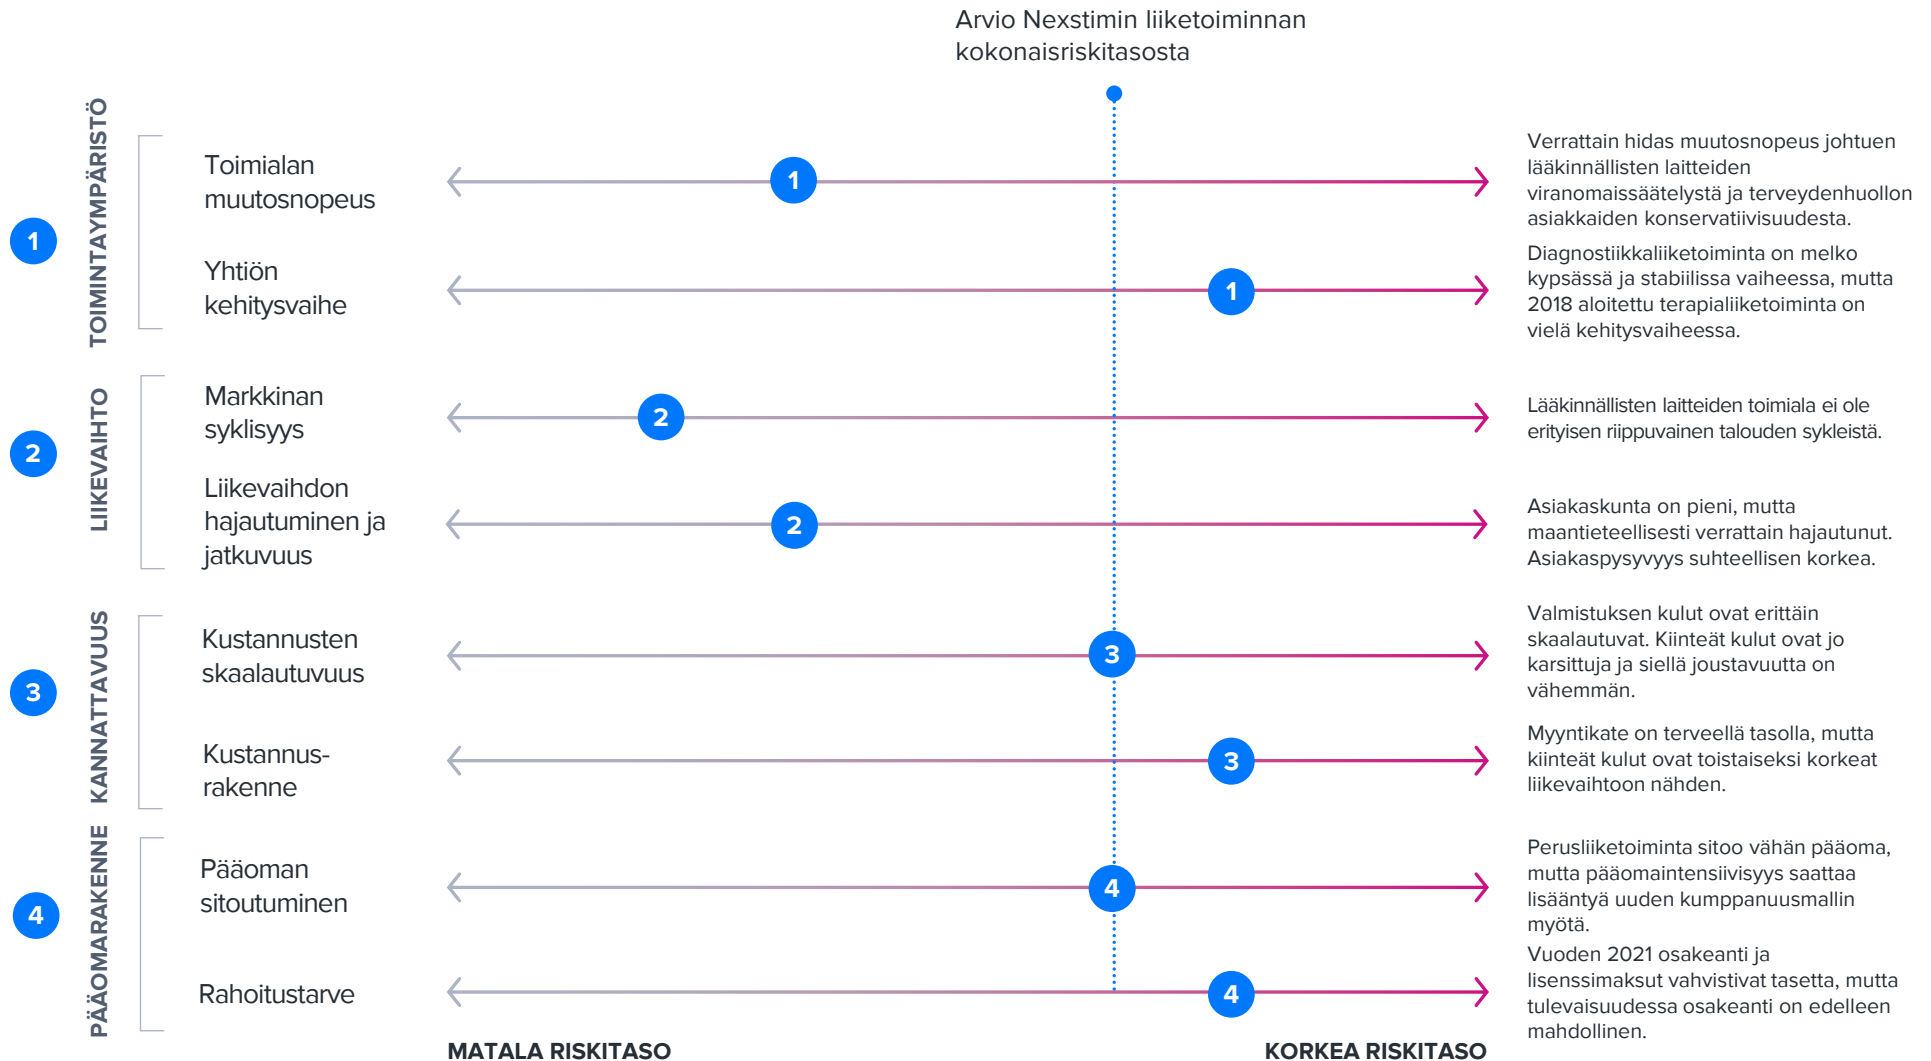 Arvio Nexstimin liiketoiminnan
kokonaisriskitasosta
1
TOIMINTAYMPÄRISTÖ
Toimialan
muutosnopeus
1
Verrattain hidas muutosnopeus johtuen
lääkinnällisten laitteiden
viranomaissäätelystä ja terveydenhuollon
asiakkaiden konservatiivisuudesta.
Yhtiön
kehitysvaihe
1
Diagnostiikkaliiketoiminta on melko
kypsässä ja stabiilissa vaiheessa, mutta
2018 aloitettu terapialiiketoiminta on
vielä kehitysvaiheessa.
2
LIIKEVAIHTO
Markkinan
syklisyys
2
Lääkinnällisten laitteiden toimiala ei ole
erityisen riippuvainen talouden sykleistä.
Liikevaihdon
hajautuminen ja
jatkuvuus
2
Asiakaskunta on pieni, mutta
maantieteellisesti verrattain hajautunut.
Asiakaspysyvyys suhteellisen korkea.
3
KANNATTAVUUS
Kustannusten
skaalautuvuus
3
Valmistuksen kulut ovat erittäin
skaalautuvat. Kiinteät kulut ovat jo
karsittuja ja siellä joustavuutta on
vähemmän.
Kustannus-
rakenne
3
Myyntikate on terveellä tasolla, mutta
kiinteät kulut ovat toistaiseksi korkeat
liikevaihtoon nähden.
4
PÄÄOMARAKENNE
Pääoman
sitoutuminen
4
Perusliiketoiminta sitoo vähän pääoma,
mutta pääomaintensiivisyys saattaa
lisääntyä uuden kumppanuusmallin
myötä.
Rahoitustarve
4
Vuoden 2021 osakeanti ja
lisenssimaksut vahvistivat tasetta, mutta
tulevaisuudessa osakeanti on edelleen
mahdollinen.
MATALA RISKITASO
KORKEA RISKITASO